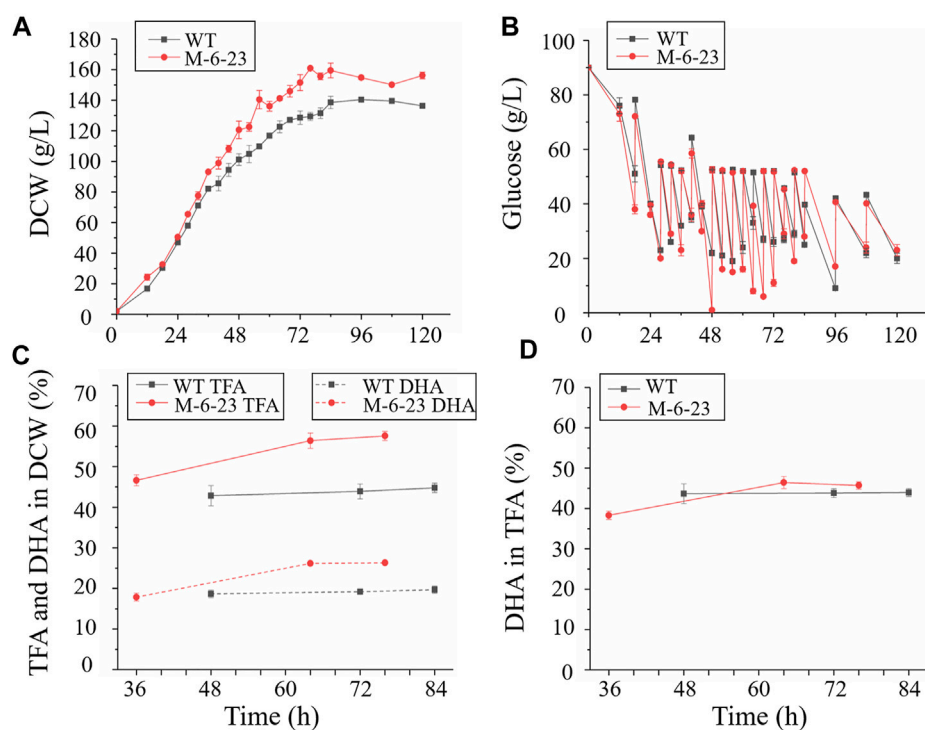 A
DCW (g/L)
WT
M-6-23
180
160
140
120
100
80
60
40
20
0
0 24 48 72 96 120
B
Glucose (g/L)
WT
M-6-23
100
80
60
40
20
0
0 24 48 72 96 120
C
TFA and DHA in DCW (%)
WT TFA
M-6-23 TFA
WT DHA
M-6-23 DHA
70
60
50
40
30
20
10
0
36 48 60 72 84
Time (h)
D
DHA in TFA (%)
WT
M-6-23
70
60
50
40
30
20
10
0
36 48 60 72 84
Time (h)